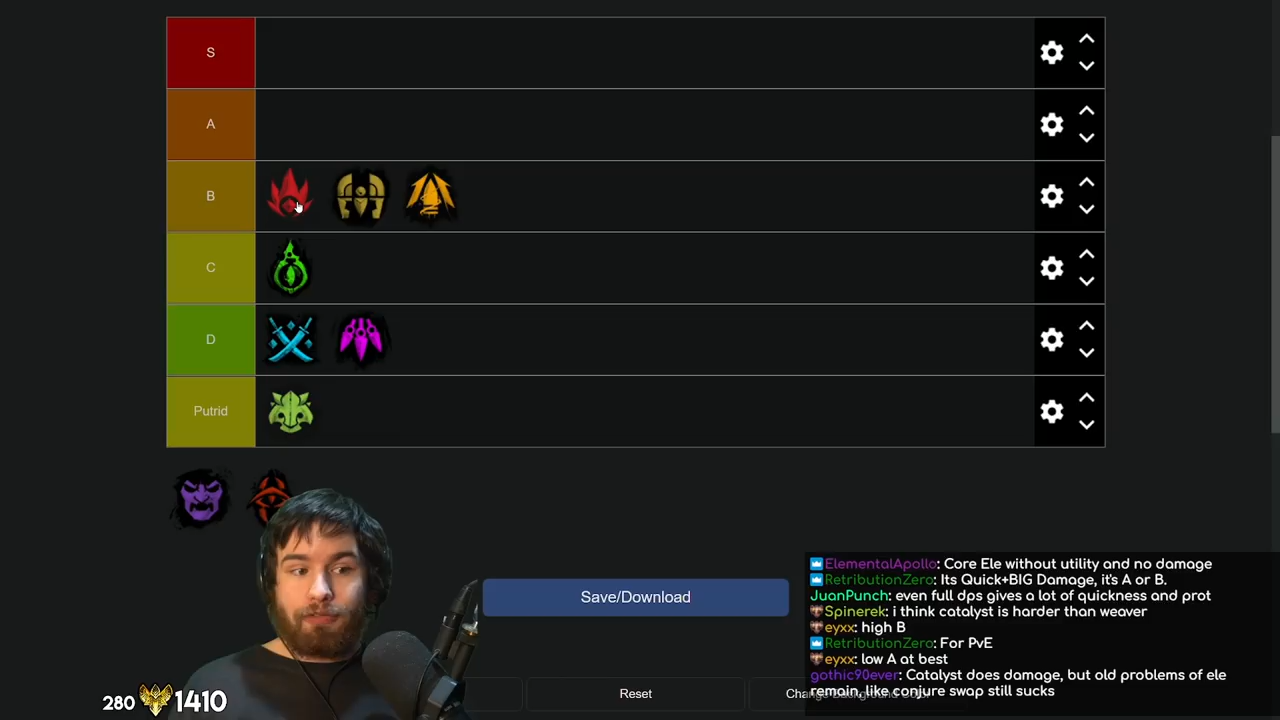 S
A
B
C
D
Putrid
Save/Download
Reset
280 1410
ElementalApollo: Core Ele without utility and no damage
RetributionZero: Its Quick+BIG Damage, it's A or B.
JuanPunch: even full dps gives a lot of quickness and prot
Spinerek: i think catalyst is harder than weaver
eyxx: high B
RetributionZero: For PvE
eyxx: low A at best
gothic90ever: Catalyst does damage, but old problems of ele
remain, like conjure swap still sucks